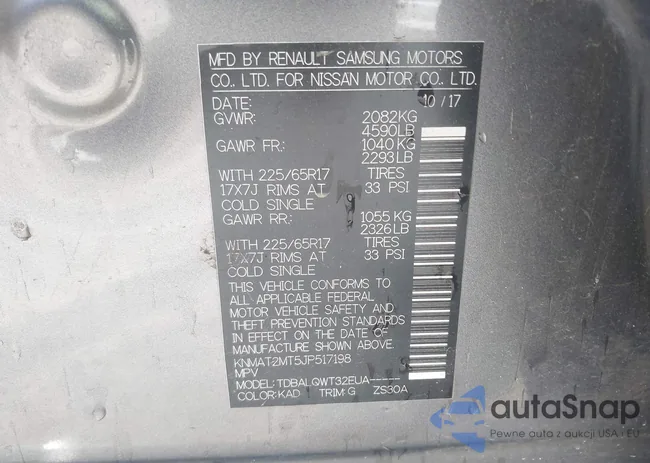 MFD BY RENAULT SAMSUNG MOTORS
CO., LTD. FOR NISSAN MOTOR CO., LTD.
DATE: 10 / 17
GVWR: 2082KG
4590LB
GAWR FR: 1040 KG
2293 LB
WITH 225/65R17 TIRES
17X7J RIMS AT 33 PSI
COLD SINGLE
GAWR RR: 1055 KG
2326 LB
WITH 225/65R17 TIRES
17X7J RIMS AT 33 PSI
COLD SINGLE
THIS VEHICLE CONFORMS TO
ALL APPLICABLE FEDERAL
MOTOR VEHICLE SAFETY AND
THEFT PREVENTION STANDARDS
IN EFFECT ON THE DATE OF
MANUFACTURE SHOWN ABOVE.
KNMAT2MT5JP517198
MPV
MODEL: TDBALQWT32EUA------
COLOR: KAD TRIM: G ZS30A
autaSnap
Pewne auta z aukcji USA i EU